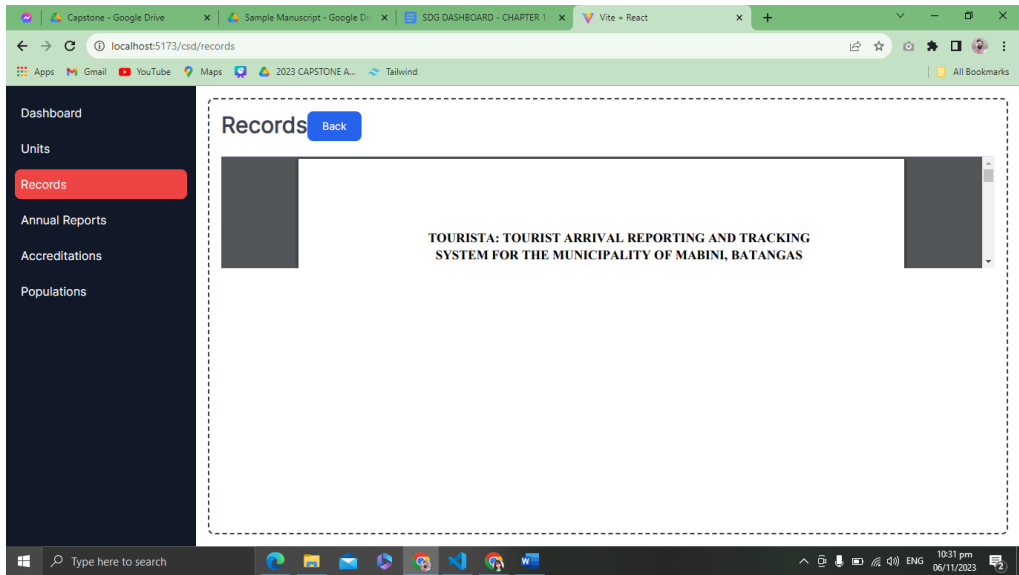 Capstone - Google Drive
Sample Manuscript - Google Dr
SDG DASHBOARD - CHAPTER 1
Vite + React
localhost:5173/csd/records
Apps
Gmail
YouTube
Maps
2023 CAPSTONE A...
Tailwind
All Bookmarks
Dashboard
Units
Records
Annual Reports
Accreditations
Populations
Records
Back
TOURISTA: TOURIST ARRIVAL REPORTING AND TRACKING
SYSTEM FOR THE MUNICIPALITY OF MABINI, BATANGAS
Type here to search
ENG
10:31 pm
06/11/2023
2